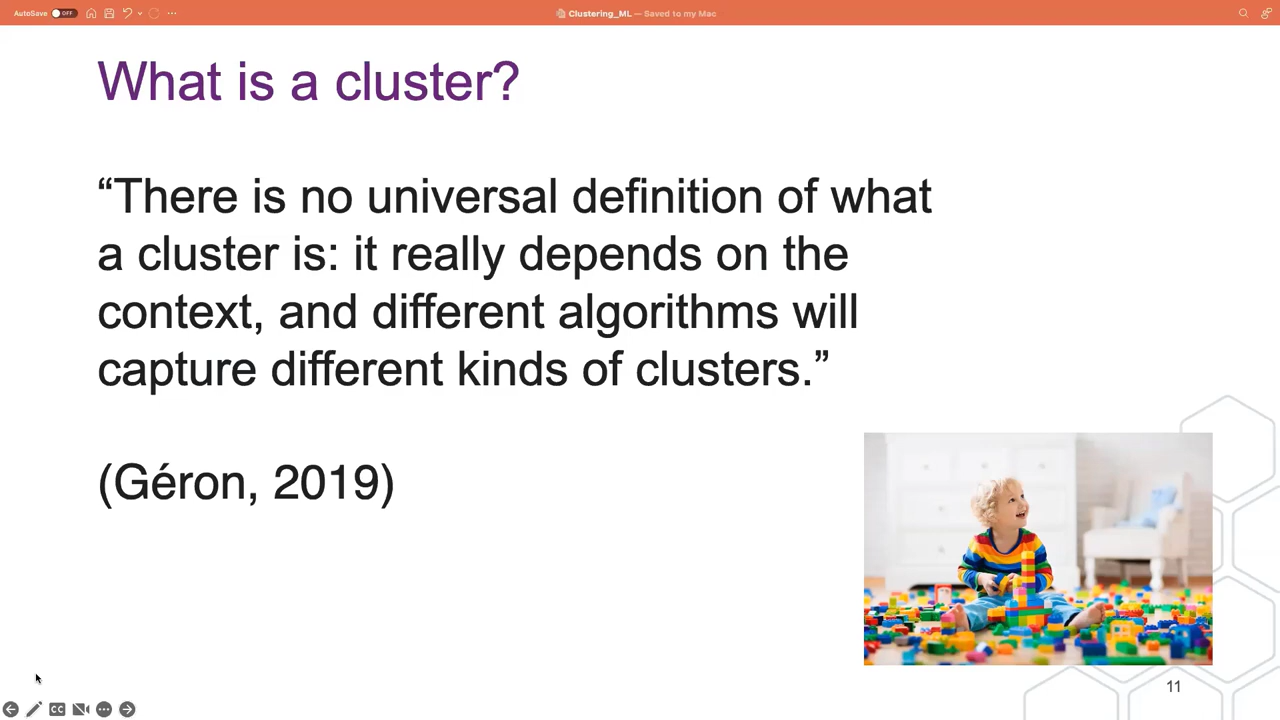 AutoSave OFF
Clustering_ML — Saved to my Mac
What is a cluster?
“There is no universal definition of what
a cluster is: it really depends on the
context, and different algorithms will
capture different kinds of clusters.”
(Géron, 2019)
11
CC